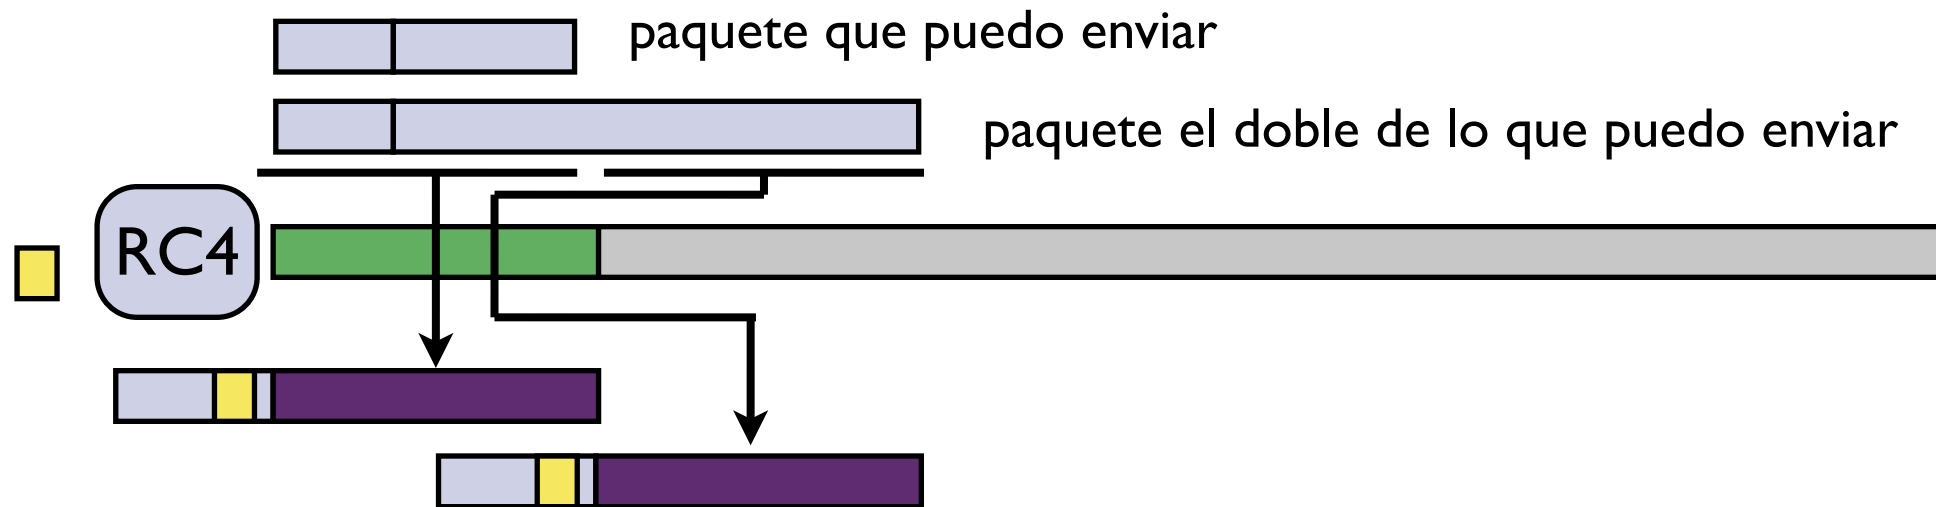 paquete que puedo enviar
paquete el doble de lo que puedo enviar
RC4